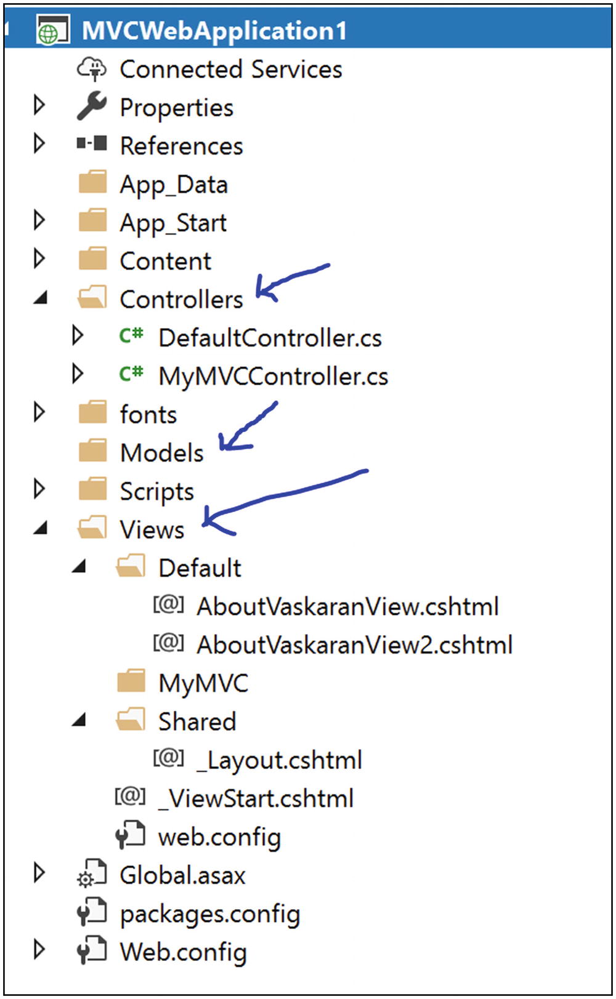 MVCWebApplication1
Connected Services
Properties
References
App_Data
App_Start
Content
Controllers
C# DefaultController.cs
C# MyMVCController.cs
fonts
Models
Scripts
Views
Default
[@] AboutVaskaranView.cshtml
[@] AboutVaskaranView2.cshtml
MyMVC
Shared
[@] _Layout.cshtml
[@] _ViewStart.cshtml
web.config
Global.asax
packages.config
Web.config